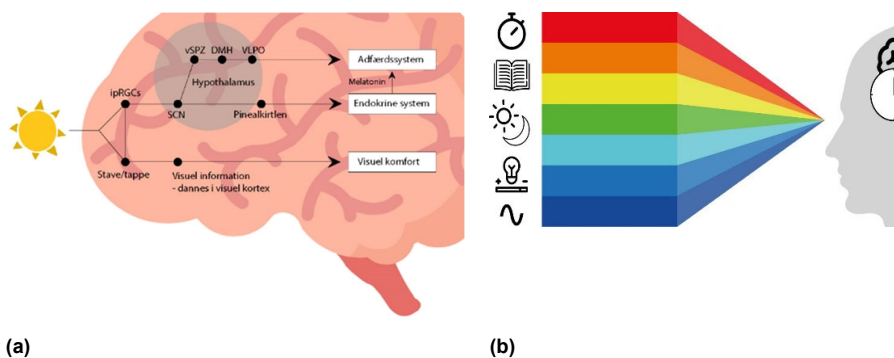 vSPZ DMH VLPO
Adfærdssystem
Hypothalamus
Melatonin
ipRGCs
Endokrine system
SCN
Pinealkirtlen
Visuel komfort
Stave/tappe
Visuel information
- dannes i visuel kortex
(a)
(b)